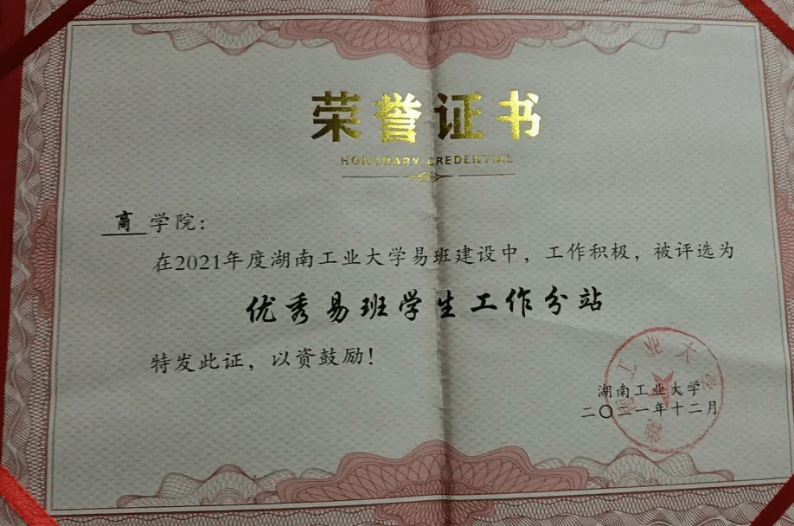 荣誉证书
HONORARY CREDENTIAL
商学院：
在2021年度湖南工业大学易班建设中，工作积极，被评选为
优秀易班学生工作分站
特发此证，以资鼓励！
湖南工业大学
二〇二一年十二月